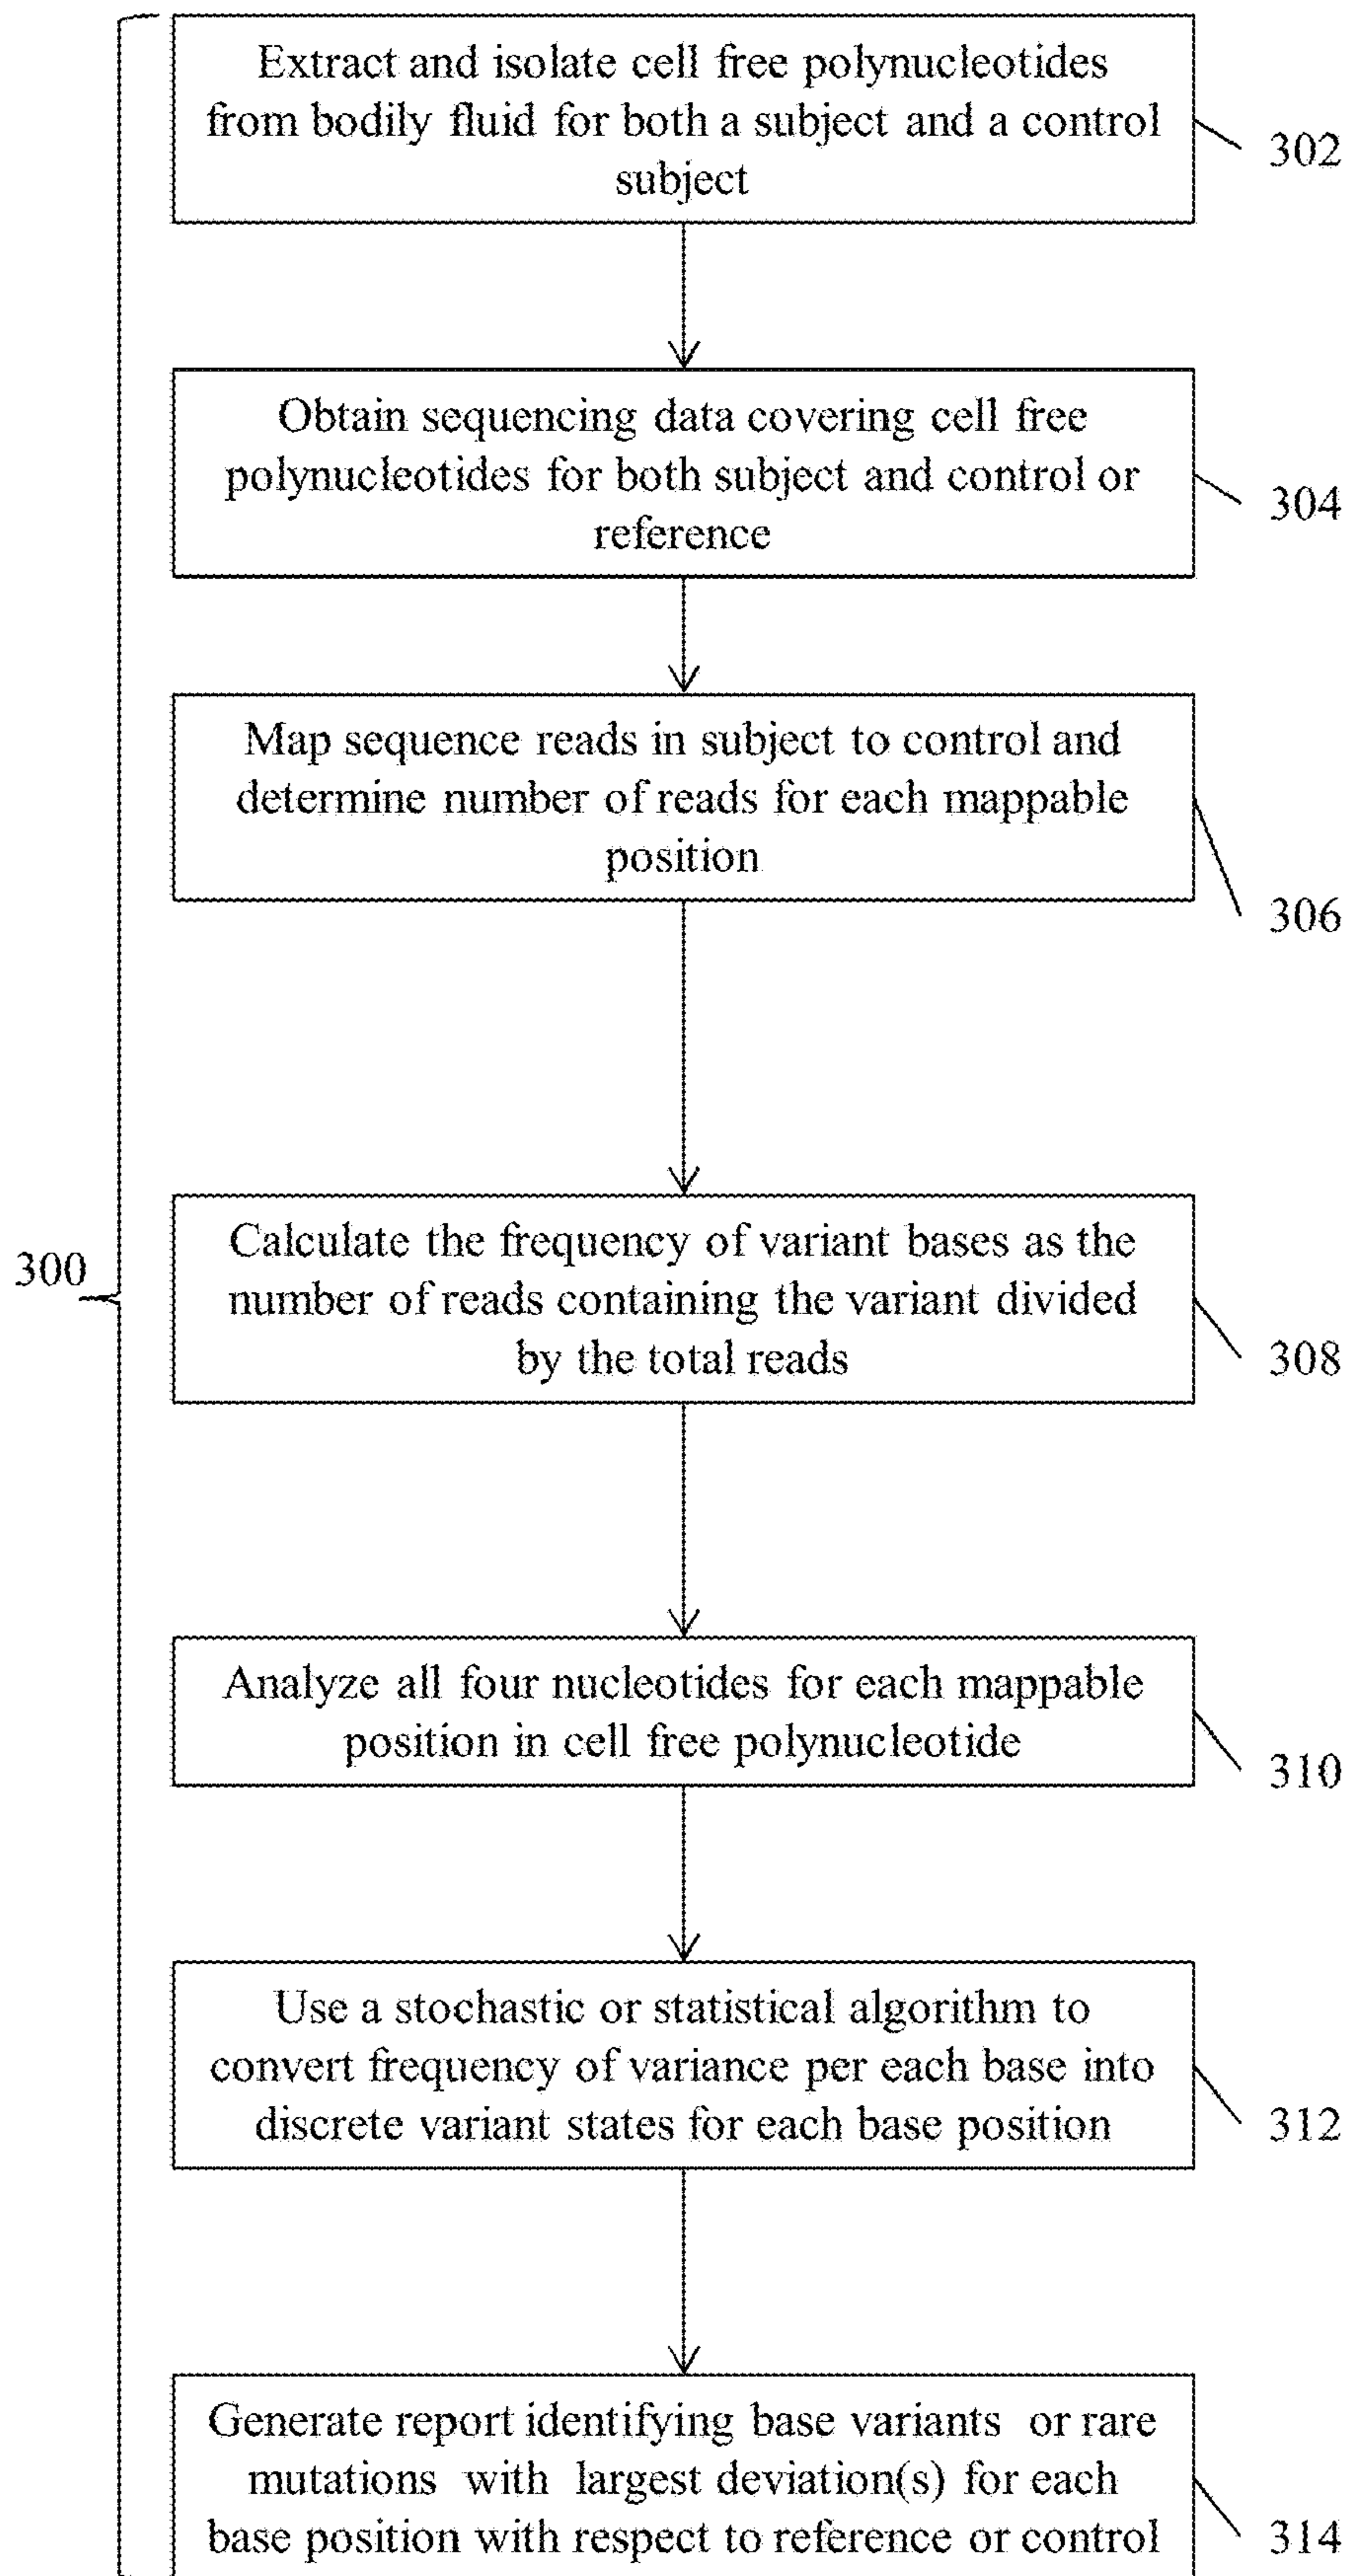 Extract and isolate cell free polynucleotides
from bodily fluid for both a subject and a control
subject
302
Obtain sequencing data covering cell free
polynucleotides for both subject and control or
reference
304
Map sequence reads in subject to control and
determine number of reads for each mappable
position
306
300
Calculate the frequency of variant bases as the
number of reads containing the variant divided
by the total reads
308
Analyze all four nucleotides for each mappable
position in cell free polynucleotide
310
Use a stochastic or statistical algorithm to
convert frequency of variance per each base into
discrete variant states for each base position
312
Generate report identifying base variants or rare
mutations with largest deviation(s) for each
base position with respect to reference or control
314